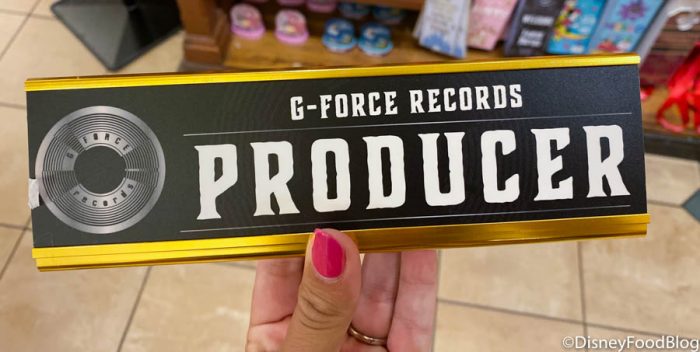 G-FORCE RECORDS
G FORCE
records
PRODUCER
©DisneyFoodBlog